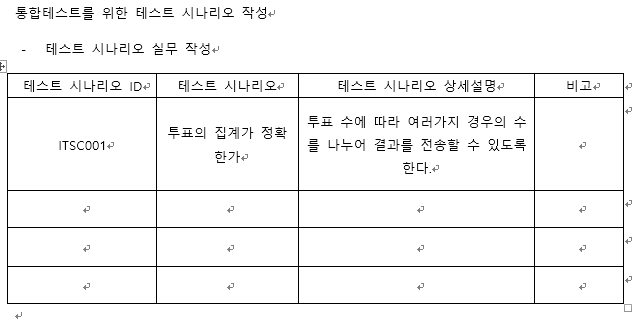 통합테스트를 위한 테스트 시나리오 작성
- 테스트 시나리오 실무 작성
테스트 시나리오 ID 테스트 시나리오 테스트 시나리오 상세설명 비고
ITSC001
투표의 집계가 정확
한가
투표 수에 따라 여러가지 경우의 수
를 나누어 결과를 전송할 수 있도록
한다.